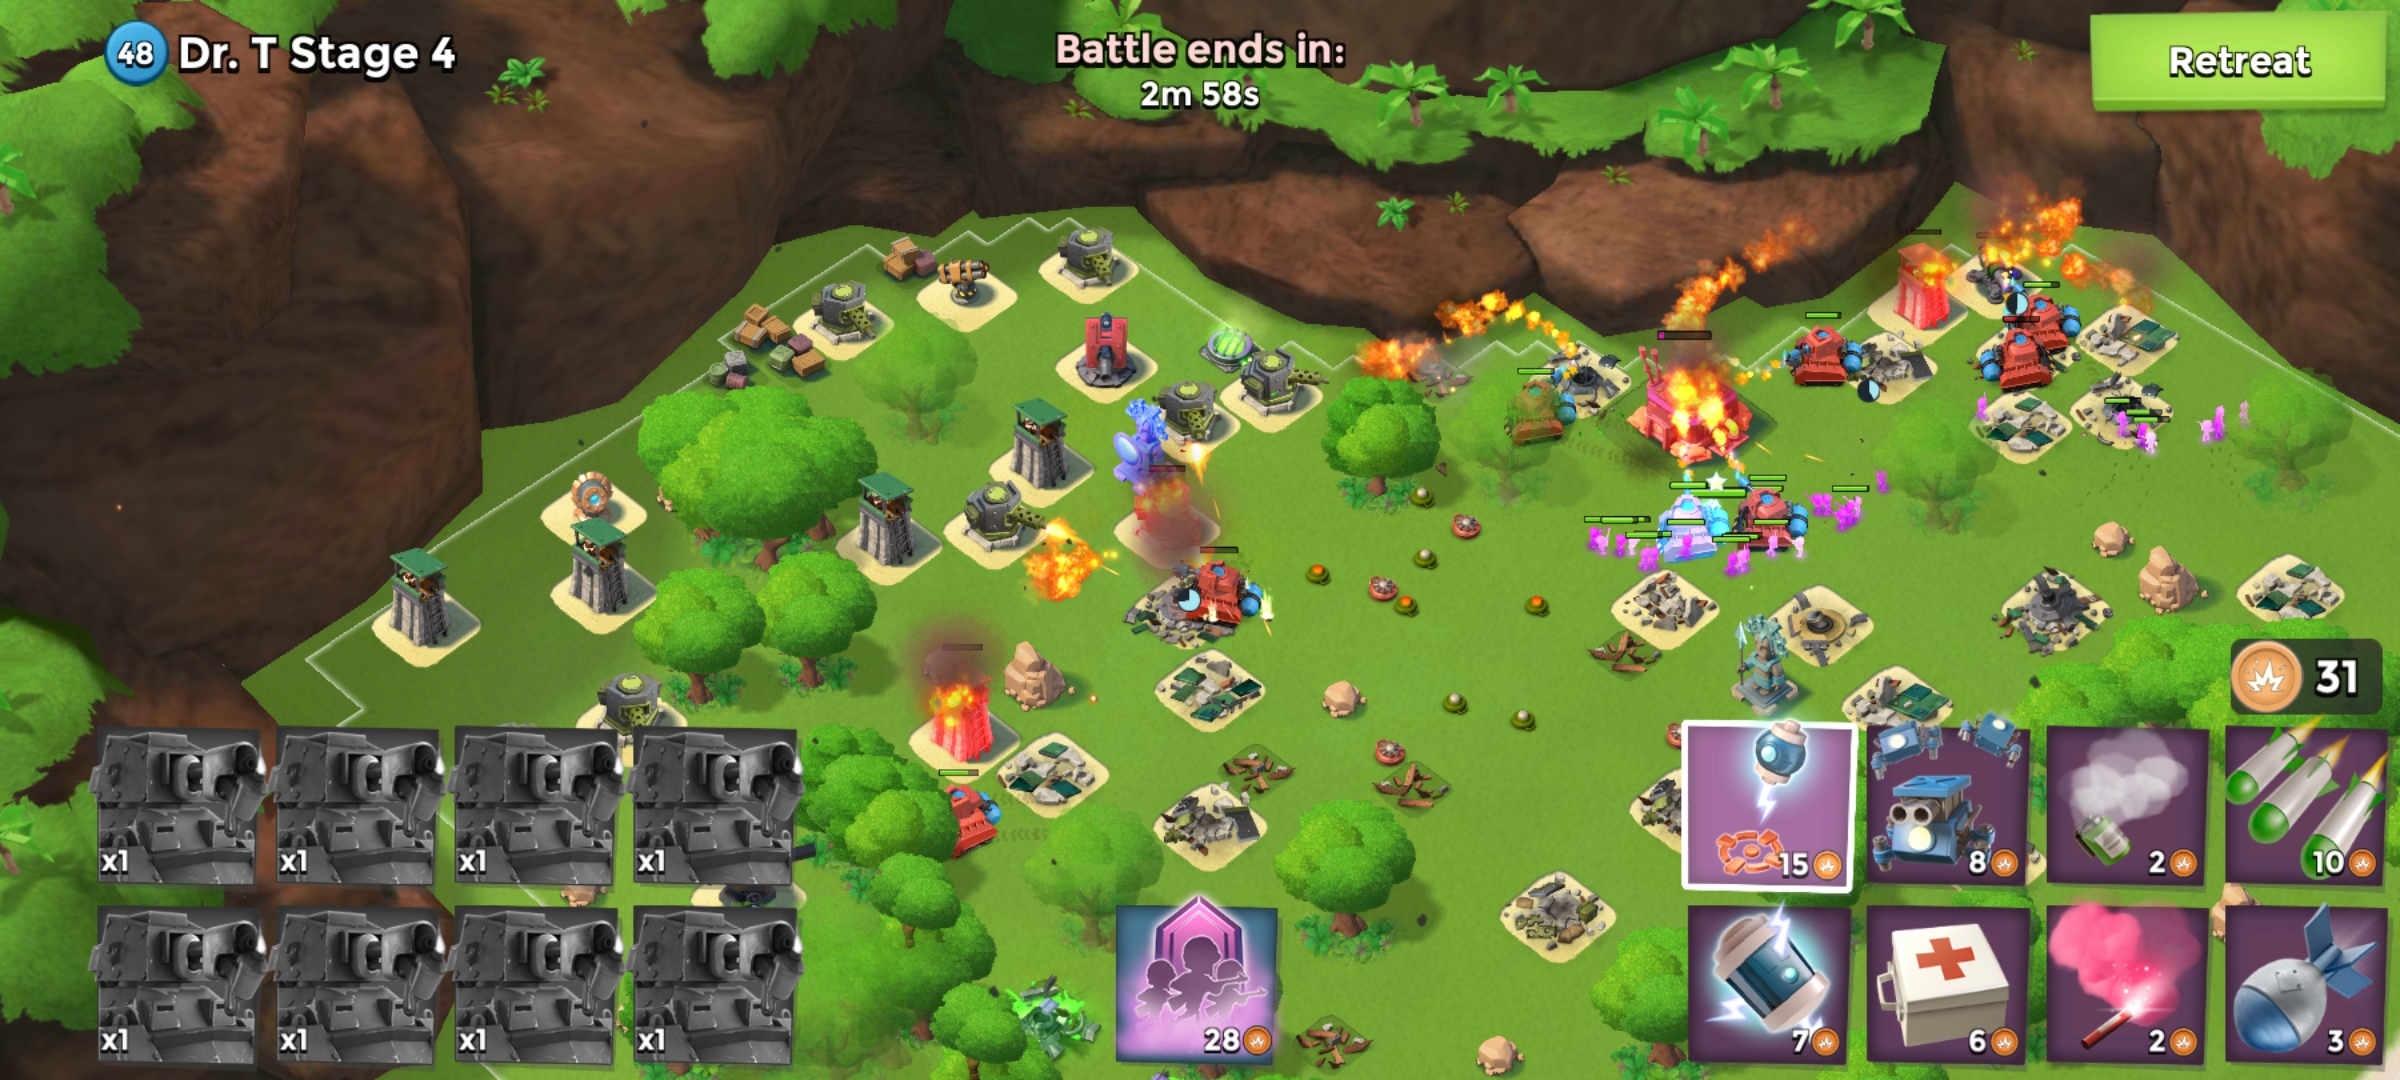 48 Dr. T Stage 4
Battle ends in:
2m 58s
Retreat
31
x1 x1 x1 x1
15 8 2 10
x1 x1 x1 x1
28
7 6 2 3